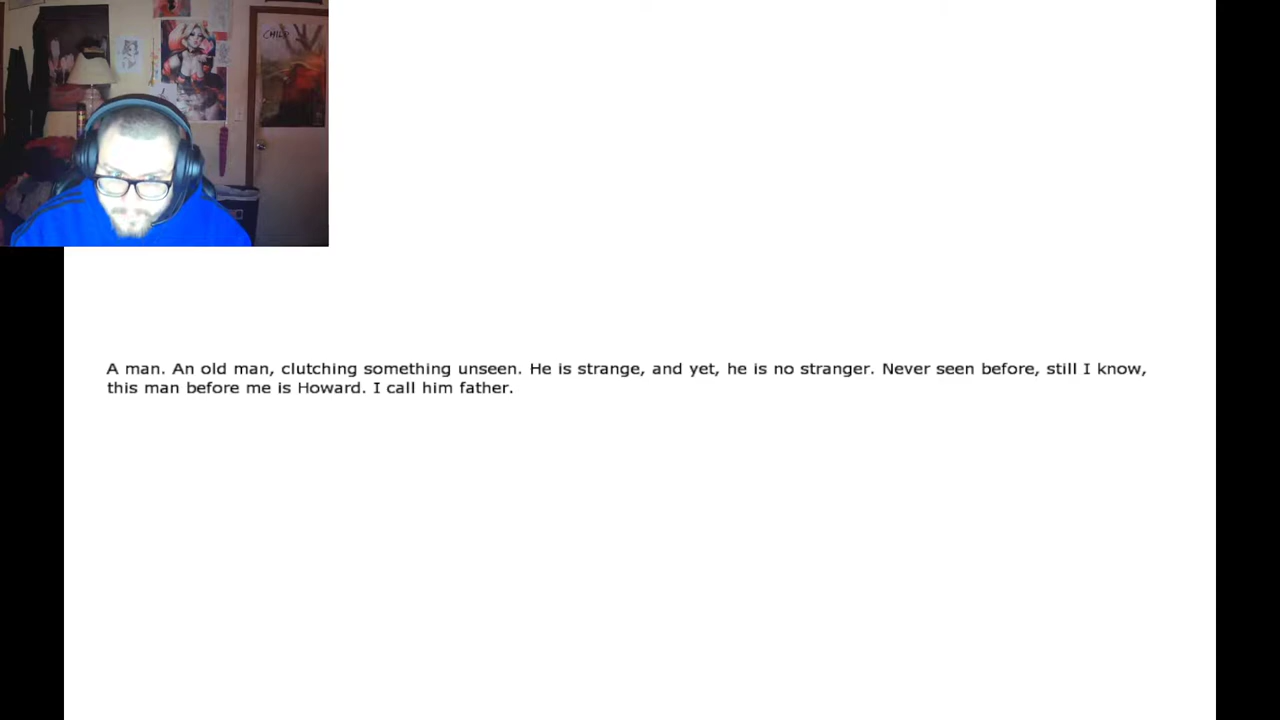 CHILD
A man. An old man, clutching something unseen. He is strange, and yet, he is no stranger. Never seen before, still I know,
this man before me is Howard. I call him father.